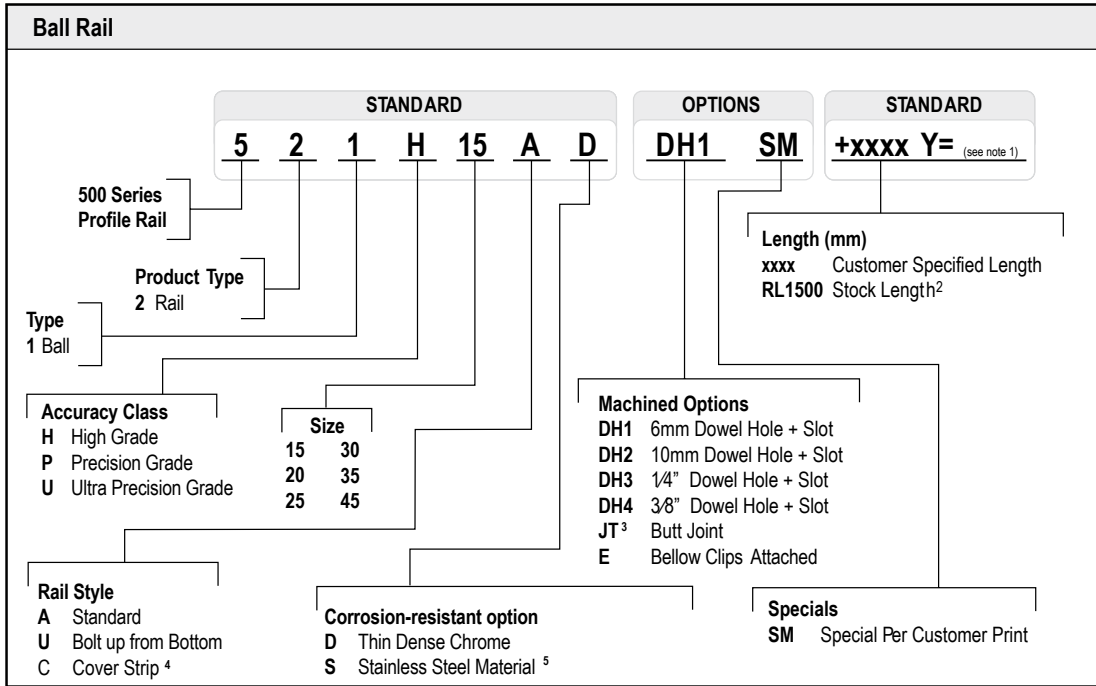 Ball Rail
STANDARD
OPTIONS
STANDARD
5 2 1 H 15 A D
DH1 SM
+xxxx Y= (see note 1)
500 Series
Profile Rail
Product Type
2 Rail
Type
1 Ball
Length (mm)
xxxx Customer Specified Length
RL1500 Stock Length²
Accuracy Class
H High Grade
P Precision Grade
U Ultra Precision Grade
Size
15 30
20 35
25 45
Machined Options
DH1 6mm Dowel Hole + Slot
DH2 10mm Dowel Hole + Slot
DH3 1⁄4” Dowel Hole + Slot
DH4 3⁄8” Dowel Hole + Slot
JT ³ Butt Joint
E Bellow Clips Attached
Rail Style
A Standard
U Bolt up from Bottom
C Cover Strip ⁴
Corrosion-resistant option
D Thin Dense Chrome
S Stainless Steel Material ⁵
Specials
SM Special Per Customer Print